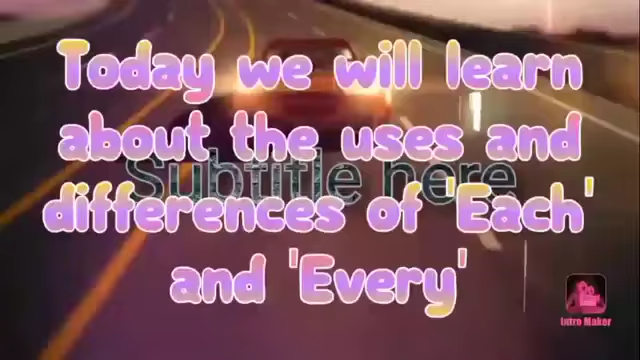 Today we will learn
about the uses and
Subtitle here
differences of 'Each'
and 'Every'
Intro Maker